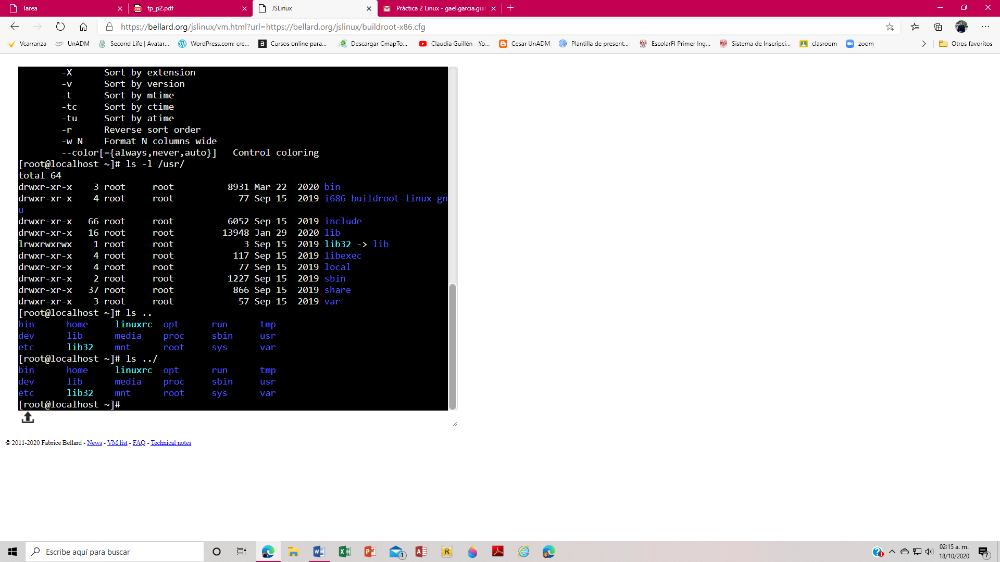 Tarea
fp_p2.pdf
JSLinux
Práctica 2 Linux - gael.garcia.gui
https://bellard.org/jslinux/vm.html?url=https://bellard.org/jslinux/buildroot-x86.cfg
Vcarranza
UnADM
Second Life | Avatar...
WordPress.com: cre...
Cursos online para...
Descargar CmapTo...
Claudia Guillén - Yo...
Cesar UnADM
Plantilla de present...
EscolarFI Primer Ing...
Sistema de Inscripci...
clasroom
zoom
Otros favoritos
-X      Sort by extension
-v      Sort by version
-t      Sort by mtime
-tc     Sort by ctime
-tu     Sort by atime
-r      Reverse sort order
-w N    Format N columns wide
--color[={always,never,auto}]   Control coloring
[root@localhost ~]# ls -l /usr/
total 64
drwxr-xr-x    3 root     root          8931 Mar 22  2020 bin
drwxr-xr-x    4 root     root            77 Sep 15  2019 i686-buildroot-linux-gn
u
drwxr-xr-x   66 root     root          6052 Sep 15  2019 include
drwxr-xr-x   16 root     root         13948 Jan 29  2020 lib
lrwxrwxrwx    1 root     root             3 Sep 15  2019 lib32 -> lib
drwxr-xr-x    4 root     root           117 Sep 15  2019 libexec
drwxr-xr-x    4 root     root            77 Sep 15  2019 local
drwxr-xr-x    2 root     root          1227 Sep 15  2019 sbin
drwxr-xr-x   37 root     root           866 Sep 15  2019 share
drwxr-xr-x    3 root     root            57 Sep 15  2019 var
[root@localhost ~]# ls ..
bin      home     linuxrc  opt      run      tmp
dev      lib      media    proc     sbin     usr
etc      lib32    mnt      root     sys      var
[root@localhost ~]# ls ../
bin      home     linuxrc  opt      run      tmp
dev      lib      media    proc     sbin     usr
etc      lib32    mnt      root     sys      var
[root@localhost ~]#
© 2011-2020 Fabrice Bellard - News - VM list - FAQ - Technical notes
Escribe aquí para buscar
1
02:15 a. m.
18/10/2020
7